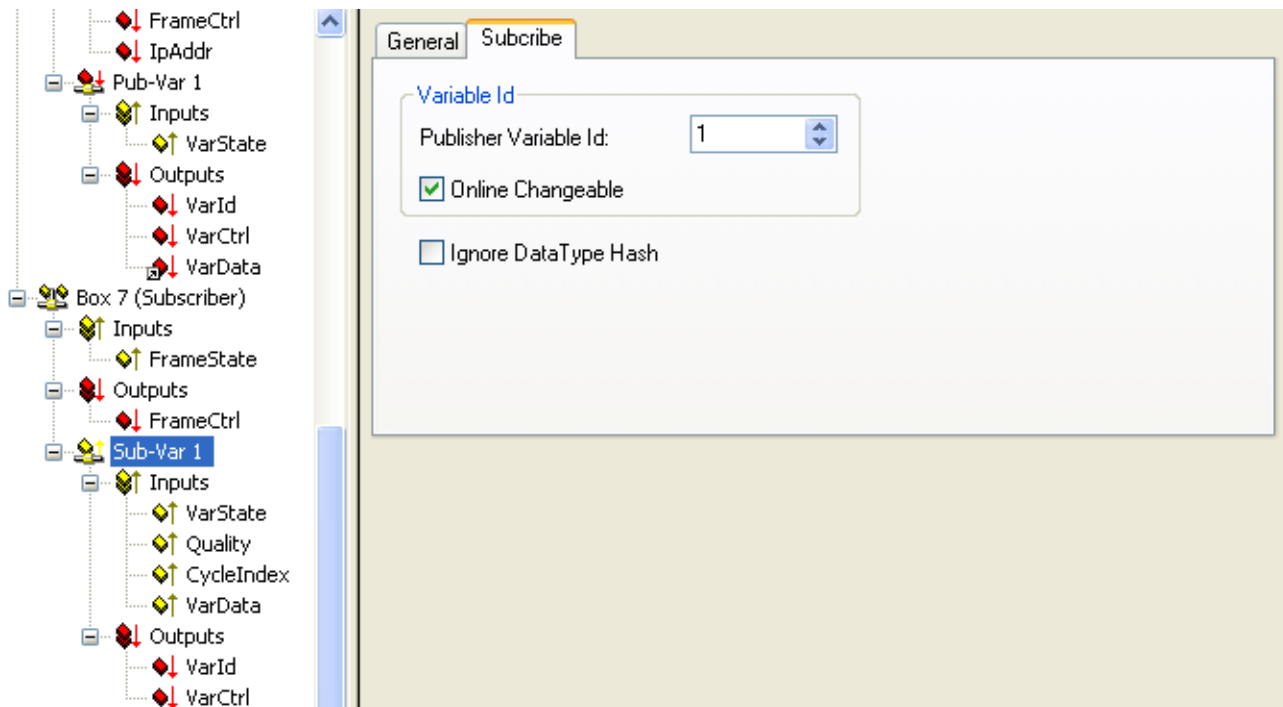 FrameCtrl
IpAddr
Pub-Var 1
Inputs
VarState
Outputs
VarId
VarCtrl
VarData
Box 7 (Subscriber)
Inputs
FrameState
Outputs
FrameCtrl
Sub-Var 1
Inputs
VarState
Quality
CycleIndex
VarData
Outputs
VarId
VarCtrl
General Subcribe
Variable Id
Publisher Variable Id: 1
Online Changeable
Ignore DataType Hash